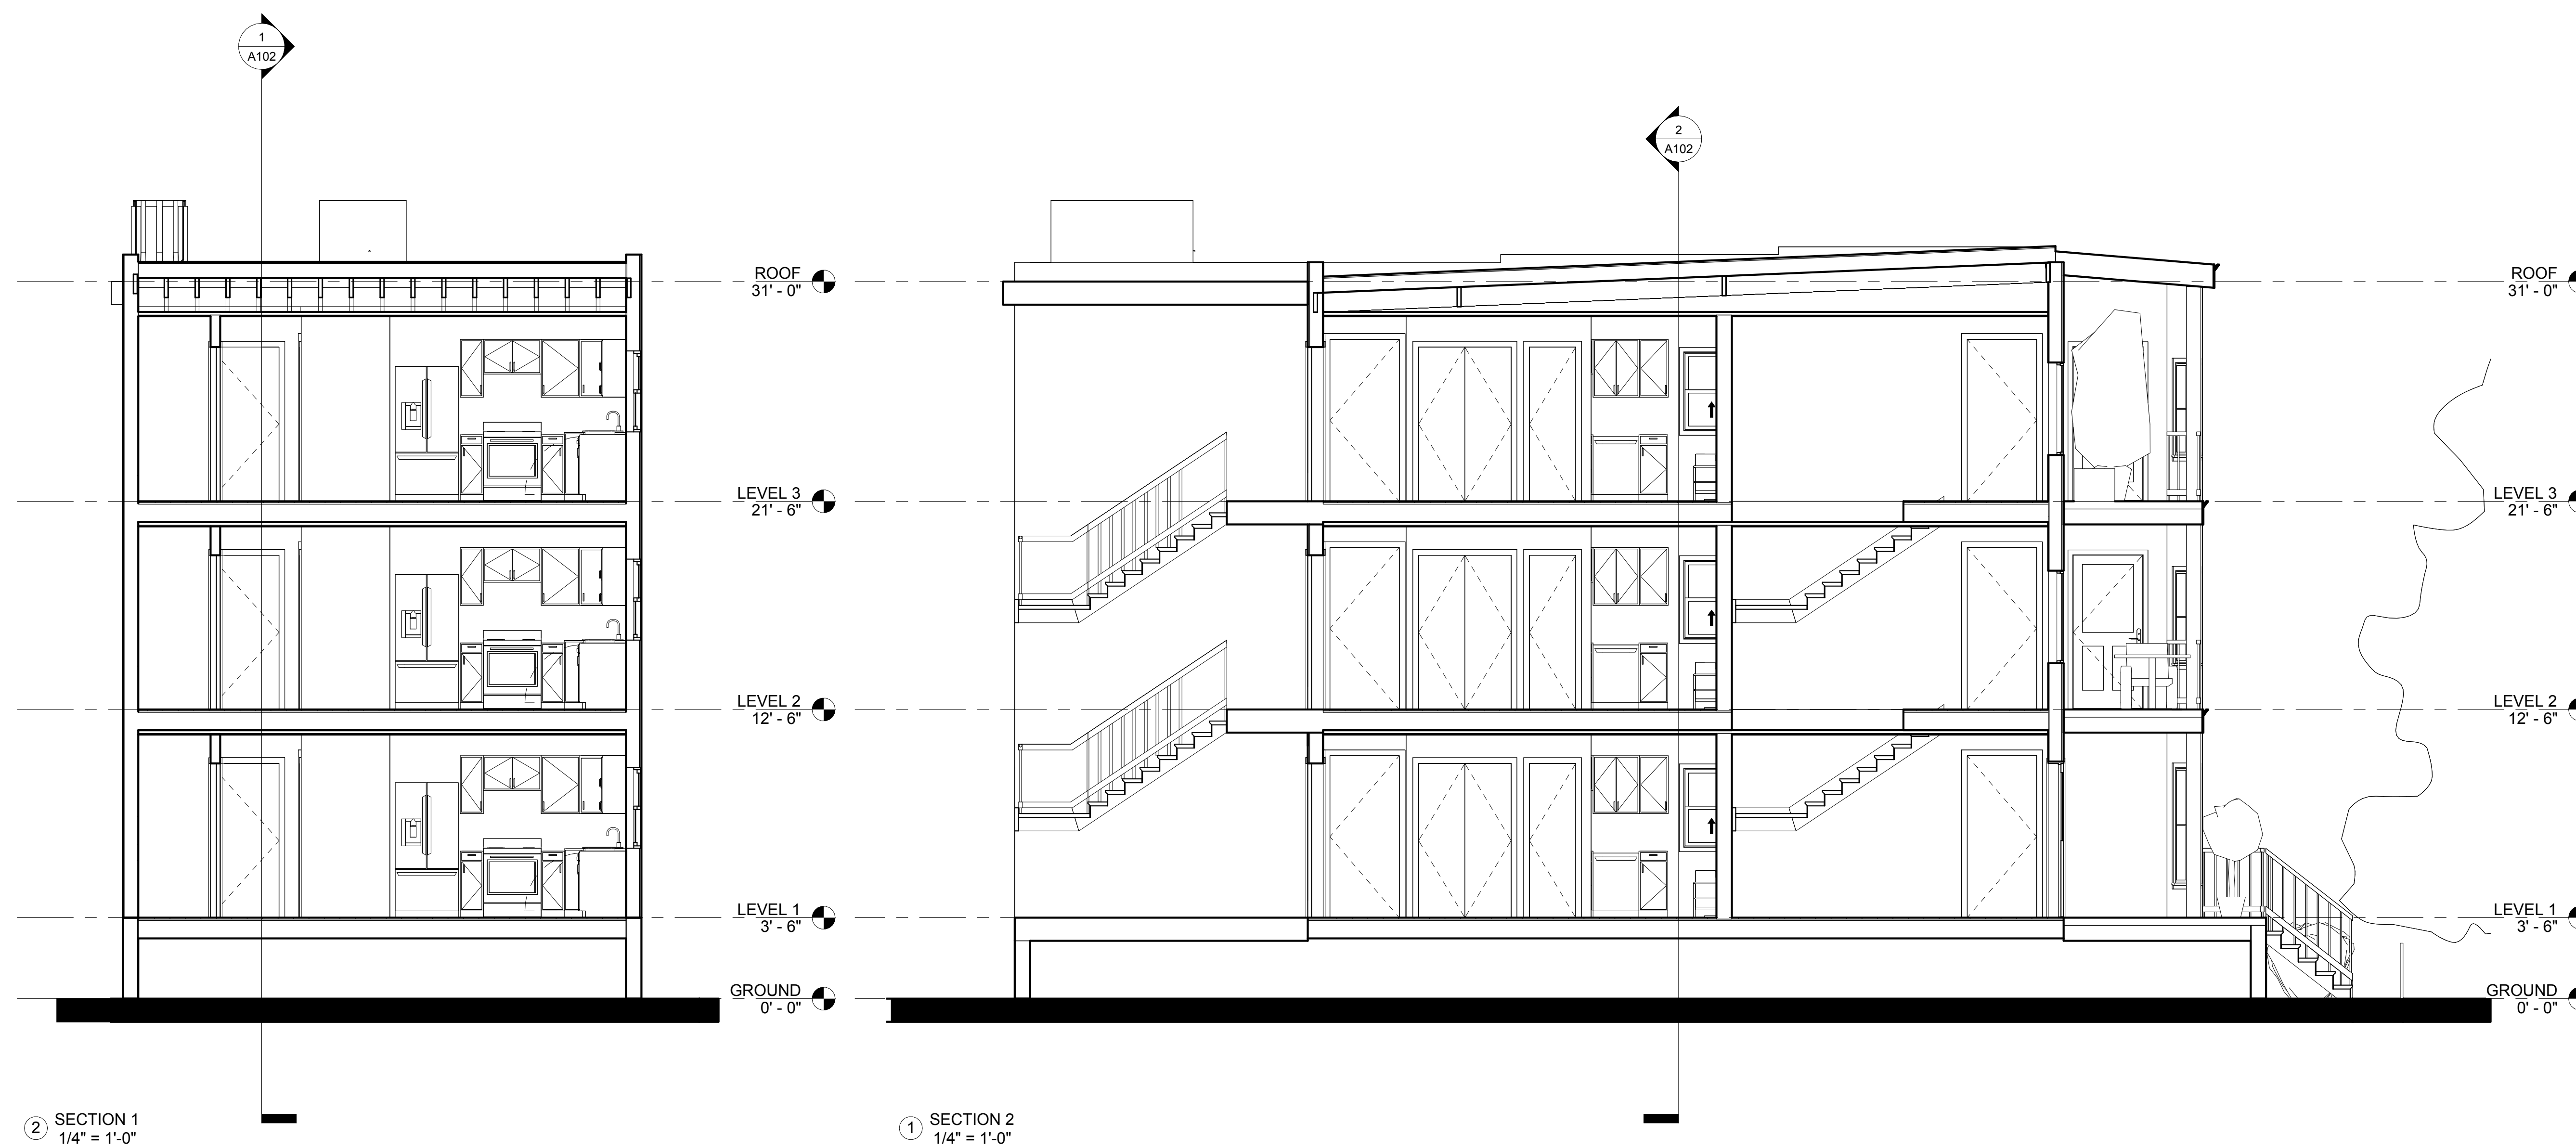 1
A102
2
A102
ROOF
31' - 0"
LEVEL 3
21' - 6"
LEVEL 2
12' - 6"
LEVEL 1
3' - 6"
GROUND
0' - 0"
ROOF
31' - 0"
LEVEL 3
21' - 6"
LEVEL 2
12' - 6"
LEVEL 1
3' - 6"
GROUND
0' - 0"
2 SECTION 1
1/4" = 1'-0"
1 SECTION 2
1/4" = 1'-0"